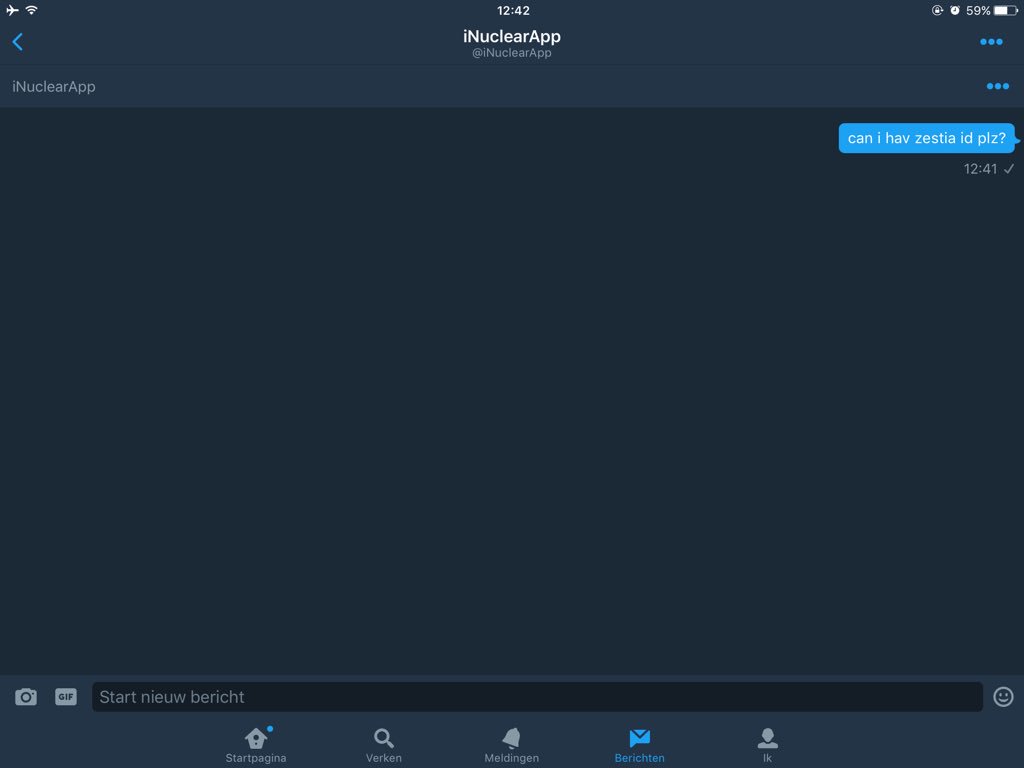 12:42
59%
iNuclearApp
@iNuclearApp
iNuclearApp
can i hav zestia id plz?
12:41
GIF
Start nieuw bericht
Startpagina
Verken
Meldingen
Berichten
Ik